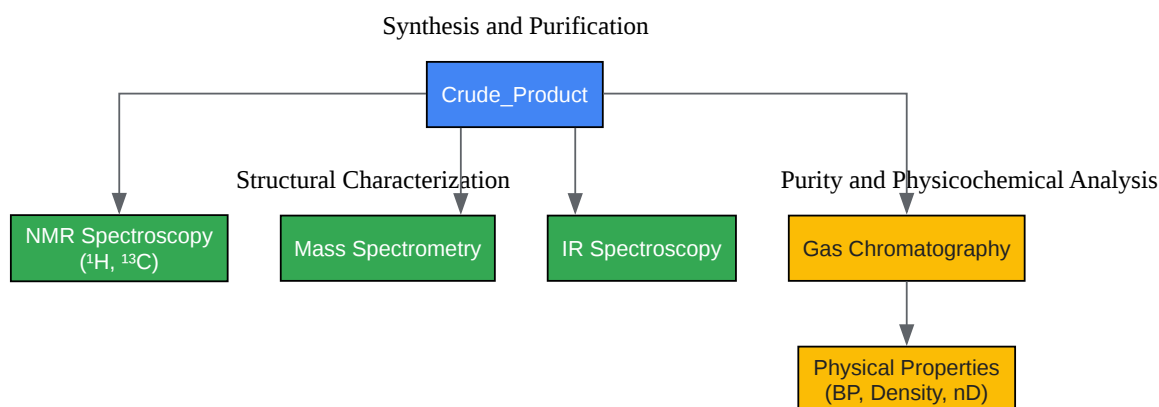 Synthesis and Purification
Crude_Product
Structural Characterization
Purity and Physicochemical Analysis
NMR Spectroscopy
(¹H, ¹³C)
Mass Spectrometry
IR Spectroscopy
Gas Chromatography
Physical Properties
(BP, Density, nD)